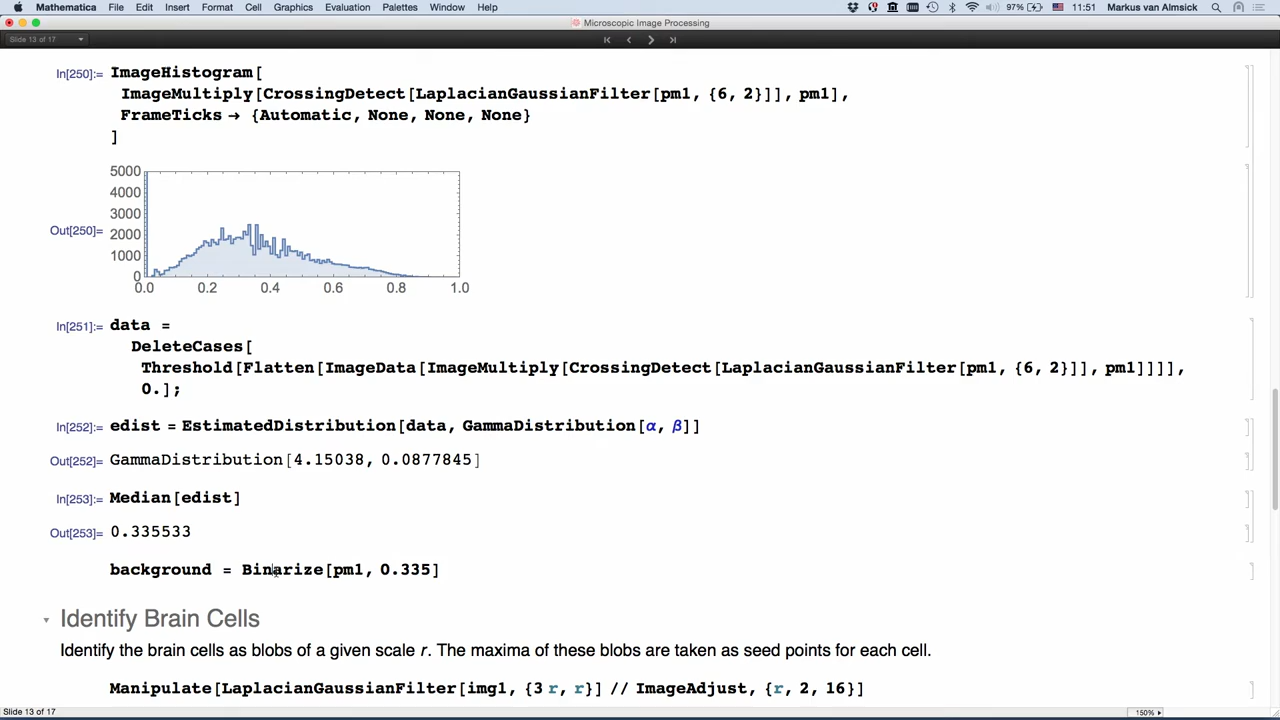 Mathematica File Edit Insert Format Cell Graphics Evaluation Palettes Window Help 97% 11:51 Markus van Almsick
Microscopic Image Processing
Slide 13 of 17
In[250]:= ImageHistogram[
ImageMultiply[CrossingDetect[LaplacianGaussianFilter[pm1, {6, 2}]], pm1],
FrameTicks → {Automatic, None, None, None}
]
5000
4000
3000
Out[250]= 2000
1000
0
0.0 0.2 0.4 0.6 0.8 1.0
In[251]:= data =
DeleteCases[
Threshold[Flatten[ImageData[ImageMultiply[CrossingDetect[LaplacianGaussianFilter[pm1, {6, 2}]], pm1]]]],
0.];
In[252]:= edist = EstimatedDistribution[data, GammaDistribution[α, β]]
Out[252]= GammaDistribution[4.15038, 0.0877845]
In[253]:= Median[edist]
Out[253]= 0.335533
background = Binarize[pm1, 0.335]
Identify Brain Cells
Identify the brain cells as blobs of a given scale r. The maxima of these blobs are taken as seed points for each cell.
Manipulate[LaplacianGaussianFilter[img1, {3 r, r}] // ImageAdjust, {r, 2, 16}]
Slide 13 of 17 150%